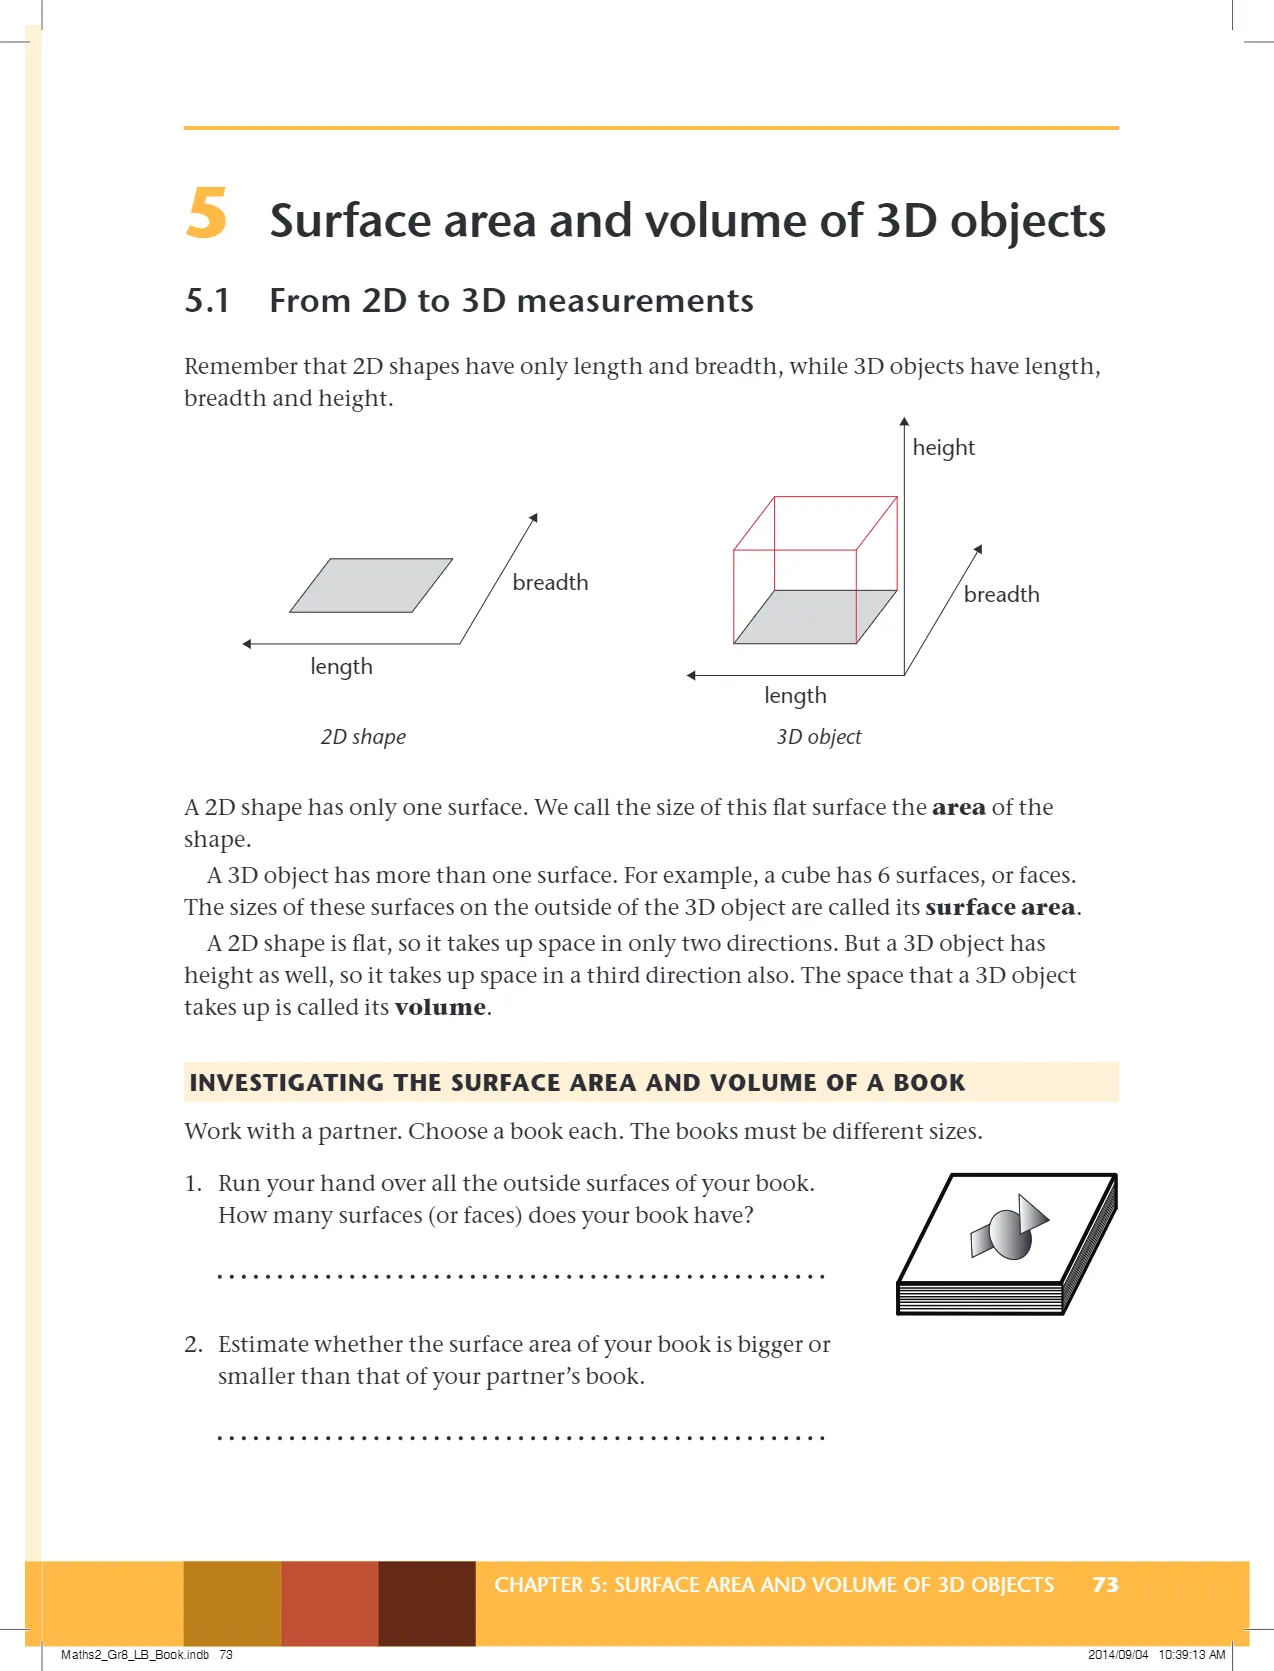 5 Surface area and volume of 3D objects
5.1 From 2D to 3D measurements
Remember that 2D shapes have only length and breadth, while 3D objects have length,
breadth and height.
height
breadth
length
2D shape
breadth
length
3D object
A 2D shape has only one surface. We call the size of this flat surface the area of the
shape.
A 3D object has more than one surface. For example, a cube has 6 surfaces, or faces.
The sizes of these surfaces on the outside of the 3D object are called its surface area.
A 2D shape is flat, so it takes up space in only two directions. But a 3D object has
height as well, so it takes up space in a third direction also. The space that a 3D object
takes up is called its volume.
INVESTIGATING THE SURFACE AREA AND VOLUME OF A BOOK
Work with a partner. Choose a book each. The books must be different sizes.
1. Run your hand over all the outside surfaces of your book.
How many surfaces (or faces) does your book have?
2. Estimate whether the surface area of your book is bigger or
smaller than that of your partner’s book.
CHAPTER 5: SURFACE AREA AND VOLUME OF 3D OBJECTS 73
Maths2_Gr8_LB_Book.indb 73
2014/09/04 10:39:13 AM